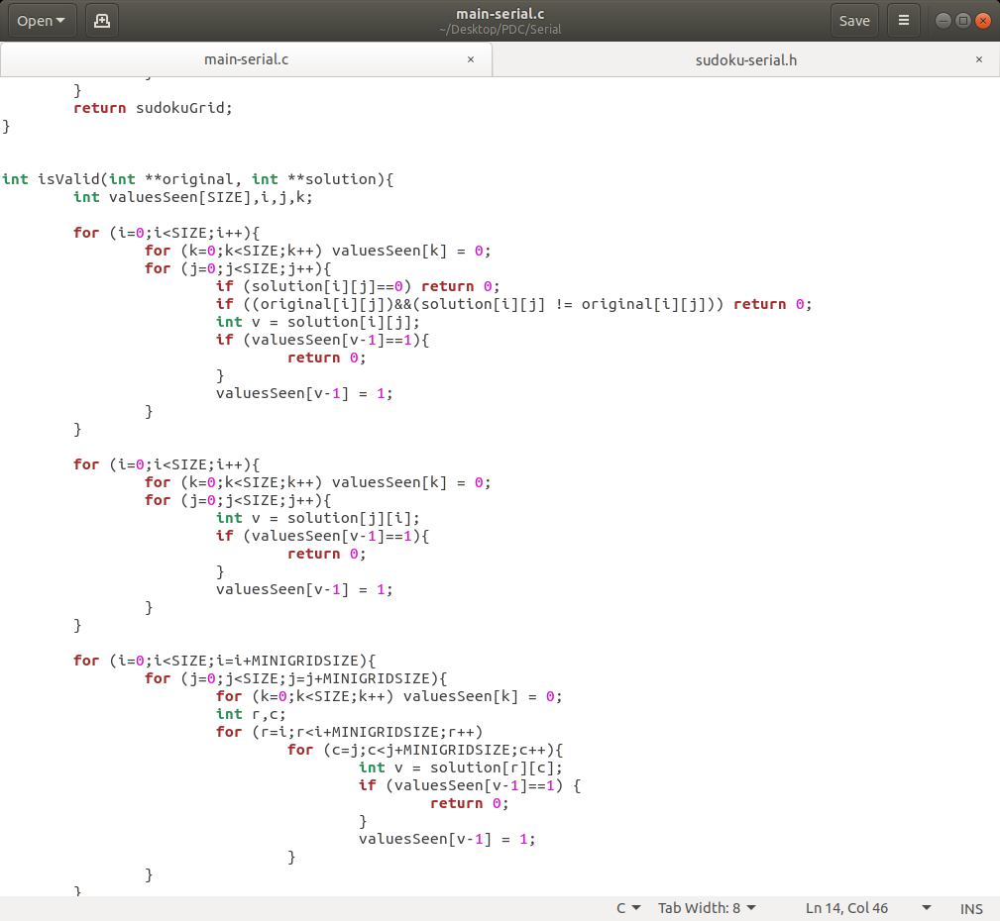 Open
main-serial.c
~/Desktop/PDC/Serial
Save
main-serial.c ×
sudoku-serial.h ×
}
return sudokuGrid;
}
int isValid(int **original, int **solution){
int valuesSeen[SIZE],i,j,k;
for (i=0;i<SIZE;i++){
for (k=0;k<SIZE;k++) valuesSeen[k] = 0;
for (j=0;j<SIZE;j++){
if (solution[i][j]==0) return 0;
if ((original[i][j])&&(solution[i][j] != original[i][j])) return 0;
int v = solution[i][j];
if (valuesSeen[v-1]==1){
return 0;
}
valuesSeen[v-1] = 1;
}
}
for (i=0;i<SIZE;i++){
for (k=0;k<SIZE;k++) valuesSeen[k] = 0;
for (j=0;j<SIZE;j++){
int v = solution[j][i];
if (valuesSeen[v-1]==1){
return 0;
}
valuesSeen[v-1] = 1;
}
}
for (i=0;i<SIZE;i=i+MINIGRIDSIZE){
for (j=0;j<SIZE;j=j+MINIGRIDSIZE){
for (k=0;k<SIZE;k++) valuesSeen[k] = 0;
int r,c;
for (r=i;r<i+MINIGRIDSIZE;r++)
for (c=j;c<j+MINIGRIDSIZE;c++){
int v = solution[r][c];
if (valuesSeen[v-1]==1) {
return 0;
}
valuesSeen[v-1] = 1;
}
}
}
C Tab Width: 8 Ln 14, Col 46 INS